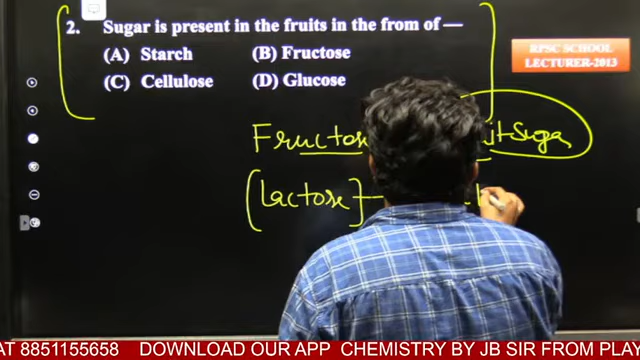 2. Sugar is present in the fruits in the from of —
(A) Starch (B) Fructose
(C) Cellulose (D) Glucose
RPSC SCHOOL
LECTURER-2013
Fructose
Sugar
(lactose) —
AT 8851155658 DOWNLOAD OUR APP CHEMISTRY BY JB SIR FROM PLAY